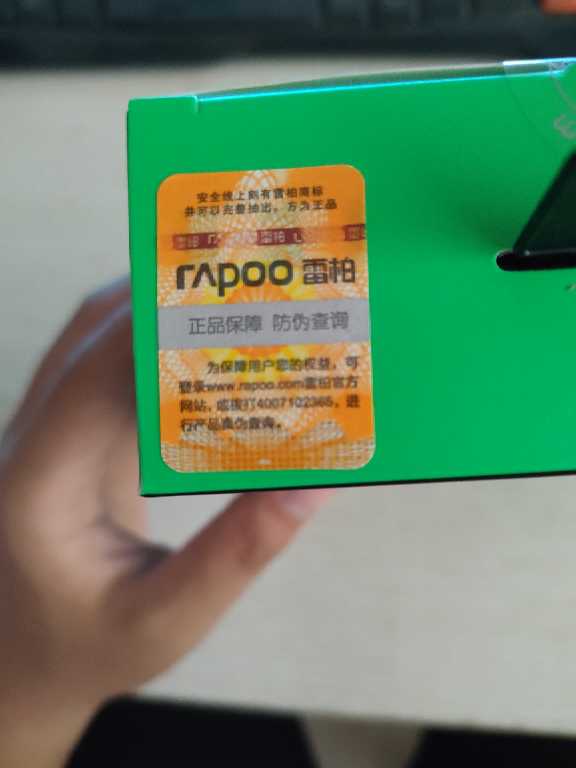 安全线上刻有雷柏商标
并可以完整抽出，方为正品
雷柏
rapoo 雷柏
正品保障 防伪查询
为保障用户您的权益，可
登录www.rapoo.com雷柏官方
网站，或拨打4007102365，进
行产品真伪查询。